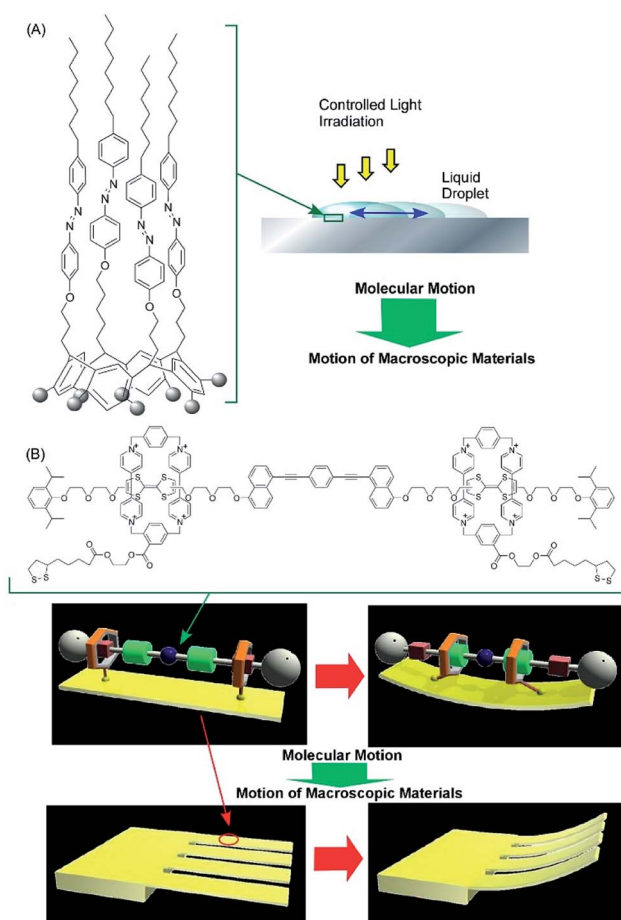 (A)
Controlled Light
Irradiation
Liquid
Droplet
N=N
N=N
N=N
N=N
O
O
O
O
Molecular Motion
Motion of Macroscopic Materials
(B)
N+
N+
N+
N+
S S
S S
O O O
O O O
O O O
O O O
S S
S S
N+
N+
N+
N+
O O O O
S-S
O O O O
S-S
Molecular Motion
Motion of Macroscopic Materials